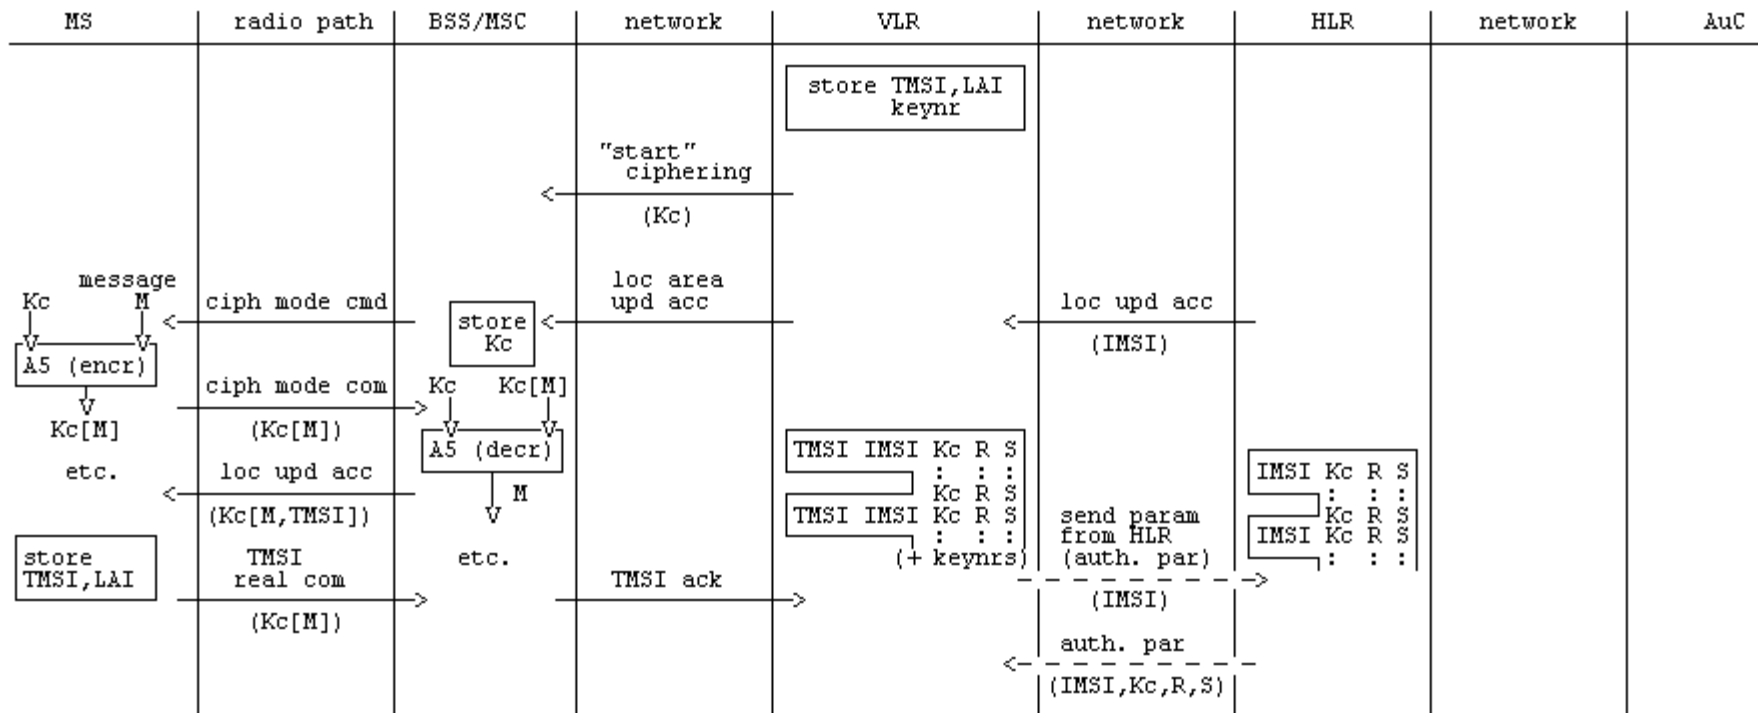 MS radio path BSS/MSC network VLR network HLR network AuC
store TMSI,LAI
keynr
"start"
ciphering
(Kc)
message
Kc M
ciph mode cmd
store
Kc
loc area
upd acc
loc upd acc
(IMSI)
A5 (encr)
Kc[M]
etc.
ciph mode com
(Kc[M])
Kc Kc[M]
A5 (decr)
M
etc.
loc upd acc
(Kc[M,TMSI])
store
TMSI,LAI
TMSI
real com
(Kc[M])
TMSI ack
TMSI IMSI Kc R S
: : :
Kc R S
TMSI IMSI Kc R S
: : :
(+ keynrs)
send param
from HLR
(auth. par)
(IMSI)
IMSI Kc R S
: : :
Kc R S
IMSI Kc R S
: : :
auth. par
(IMSI,Kc,R,S)